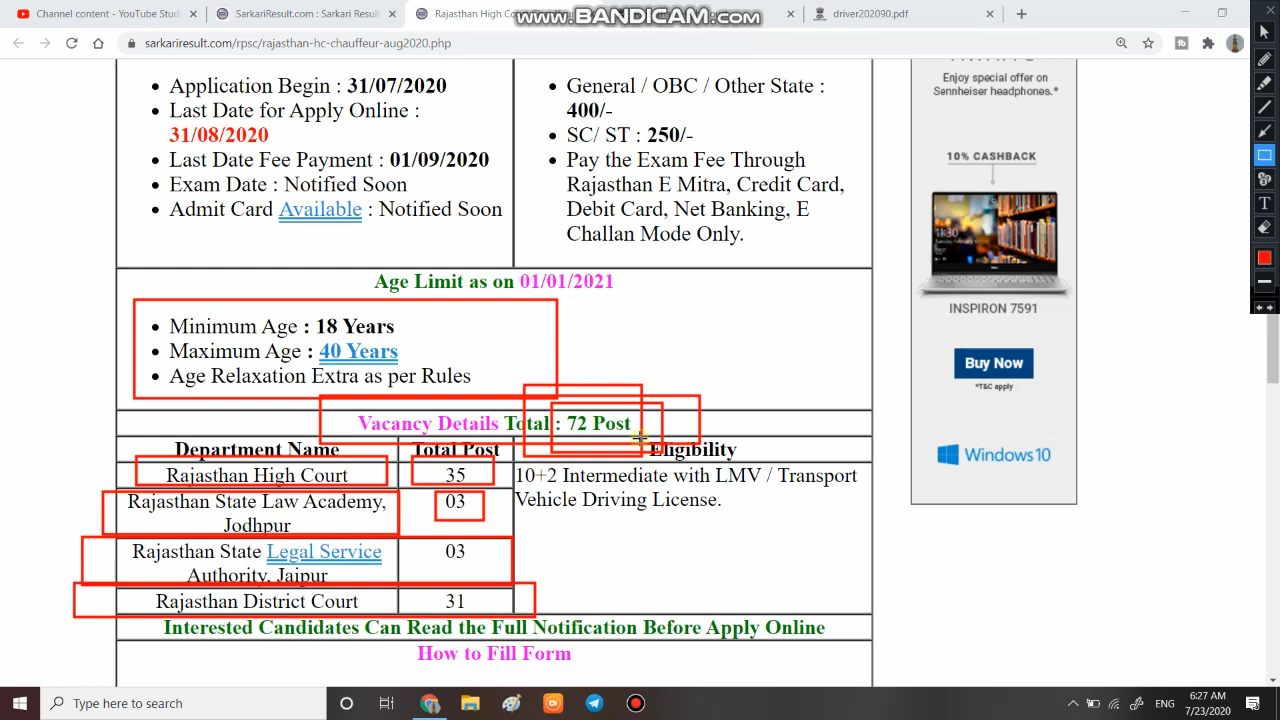 Channel content - YouTube Studi
SarkariResult.com: Sarkari Result
Rajasthan High Co
www.BANDICAM.com
driver202090.pdf
sarkariresult.com/rpsc/rajasthan-hc-chauffeur-aug2020.php
Application Begin : 31/07/2020
Last Date for Apply Online :
31/08/2020
Last Date Fee Payment : 01/09/2020
Exam Date : Notified Soon
Admit Card Available : Notified Soon
General / OBC / Other State :
400/-
SC/ ST : 250/-
Pay the Exam Fee Through
Rajasthan E Mitra, Credit Card,
Debit Card, Net Banking, E
Challan Mode Only.
Age Limit as on 01/01/2021
Minimum Age : 18 Years
Maximum Age : 40 Years
Age Relaxation Extra as per Rules
Vacancy Details Total : 72 Post
Department Name Total Post Eligibility
Rajasthan High Court 35
10+2 Intermediate with LMV / Transport
Vehicle Driving License.
Rajasthan State Law Academy,
Jodhpur
03
Rajasthan State Legal Service
Authority, Jaipur
03
Rajasthan District Court 31
Interested Candidates Can Read the Full Notification Before Apply Online
How to Fill Form
Enjoy special offer on
Sennheiser headphones.*
10% CASHBACK
11:30
INSPIRON 7591
Buy Now
*T&C apply
Windows 10
Type here to search
ENG
6:27 AM
7/23/2020